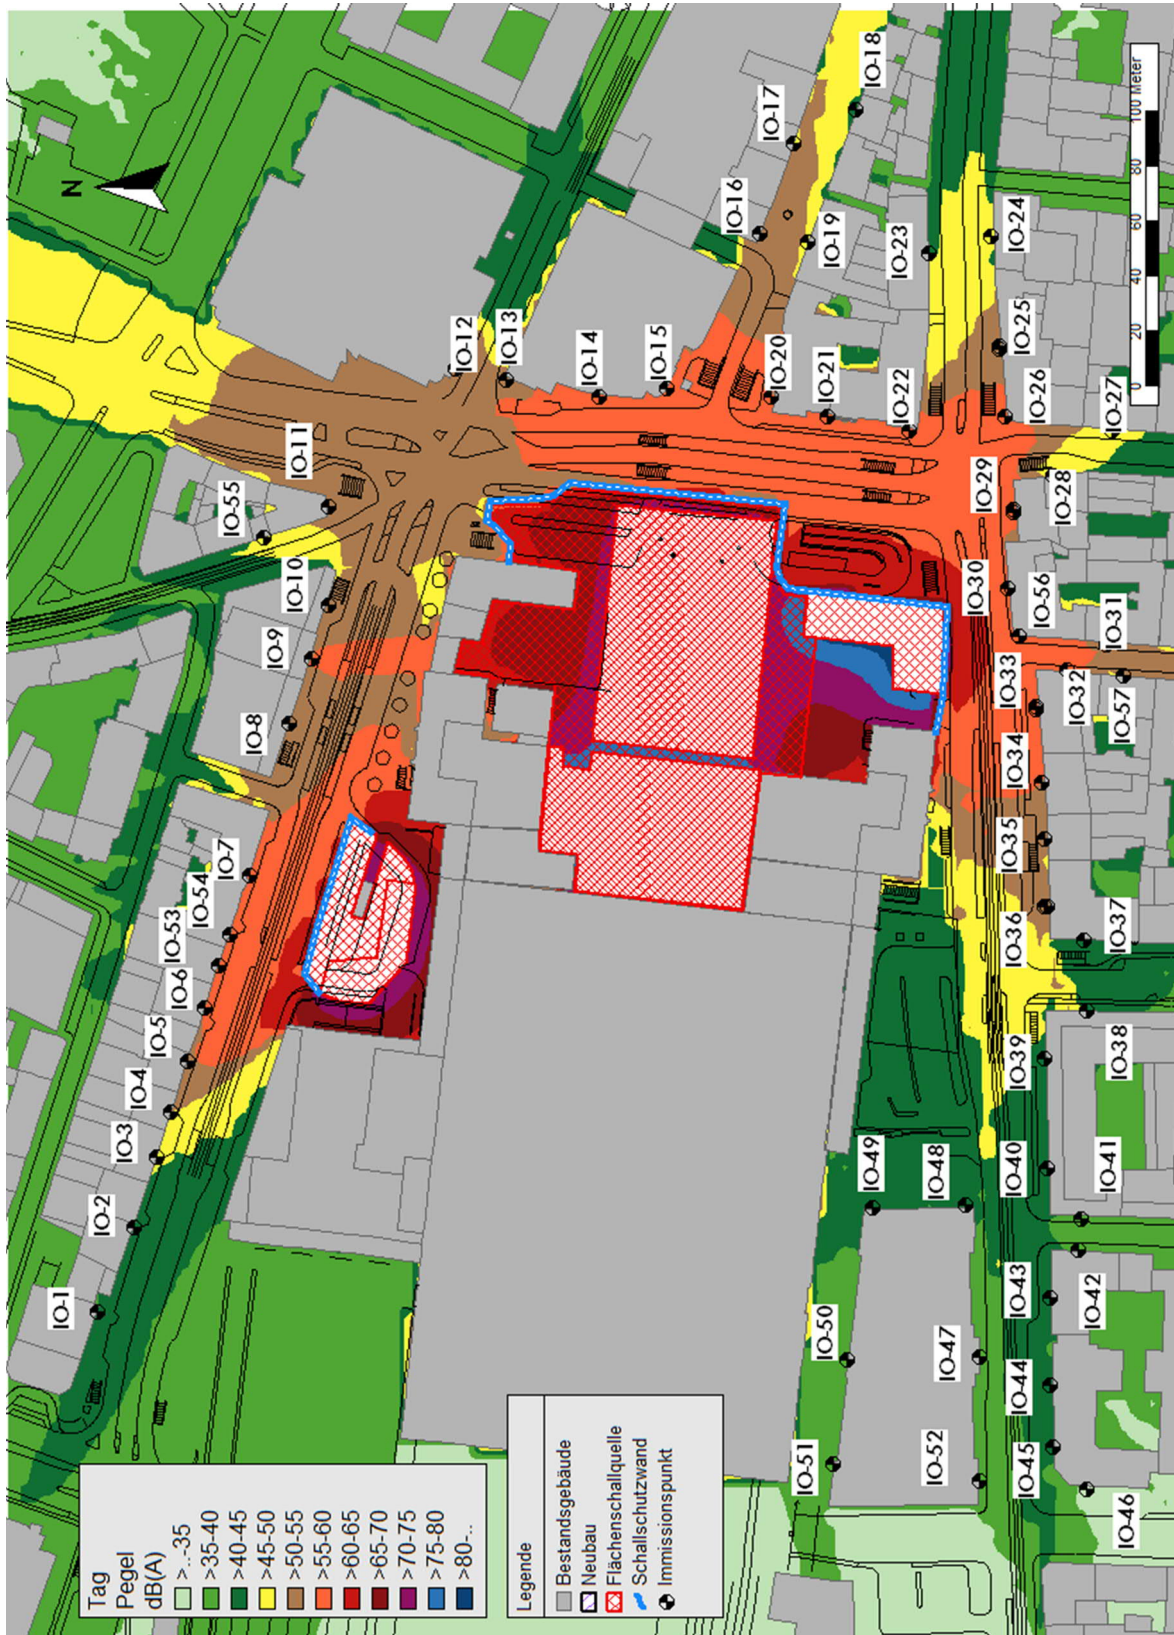 Tag
Pegel
dB(A)
>..-35
>35-40
>40-45
>45-50
>50-55
>55-60
>60-65
>65-70
>70-75
>75-80
>80-..
Legende
Bestandsgebäude
Neubau
Flächenschallquelle
Schallschutzwand
Immissionspunkt
N
0 20 40 60 80 100 Meter
IO-1
IO-2
IO-3
IO-4
IO-5
IO-6
IO-53
IO-54
IO-7
IO-8
IO-9
IO-10
IO-55
IO-11
IO-12
IO-13
IO-14
IO-15
IO-16
IO-17
IO-18
IO-19
IO-20
IO-21
IO-22
IO-23
IO-24
IO-25
IO-26
IO-27
IO-28
IO-29
IO-30
IO-56
IO-31
IO-32
IO-57
IO-33
IO-34
IO-35
IO-36
IO-37
IO-38
IO-39
IO-40
IO-41
IO-42
IO-43
IO-44
IO-45
IO-46
IO-47
IO-48
IO-49
IO-50
IO-51
IO-52